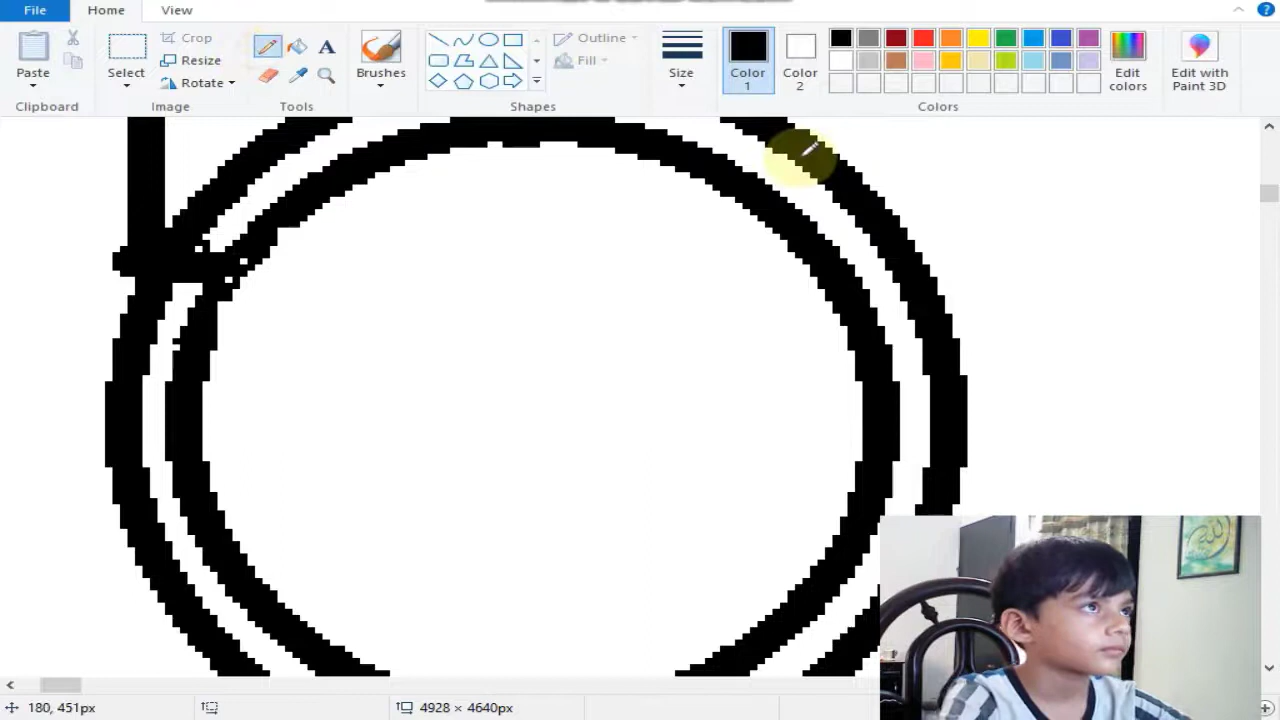 File
Home
View
Paste
Clipboard
Select
Crop
Resize
Rotate
Image
Tools
A
Brushes
Shapes
Outline
Fill
Size
Color
1
Color
2
Edit
colors
Colors
Edit with
Paint 3D
?
180, 451px
4928 × 4640px